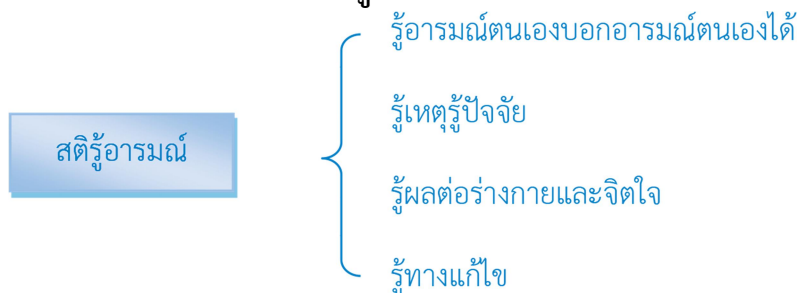 รู้อารมณ์ตนเองบอกอารมณ์ตนเองได้
รู้เหตุรู้ปัจจัย
สติรู้อารมณ์
รู้ผลต่อร่างกายและจิตใจ
รู้ทางแก้ไข